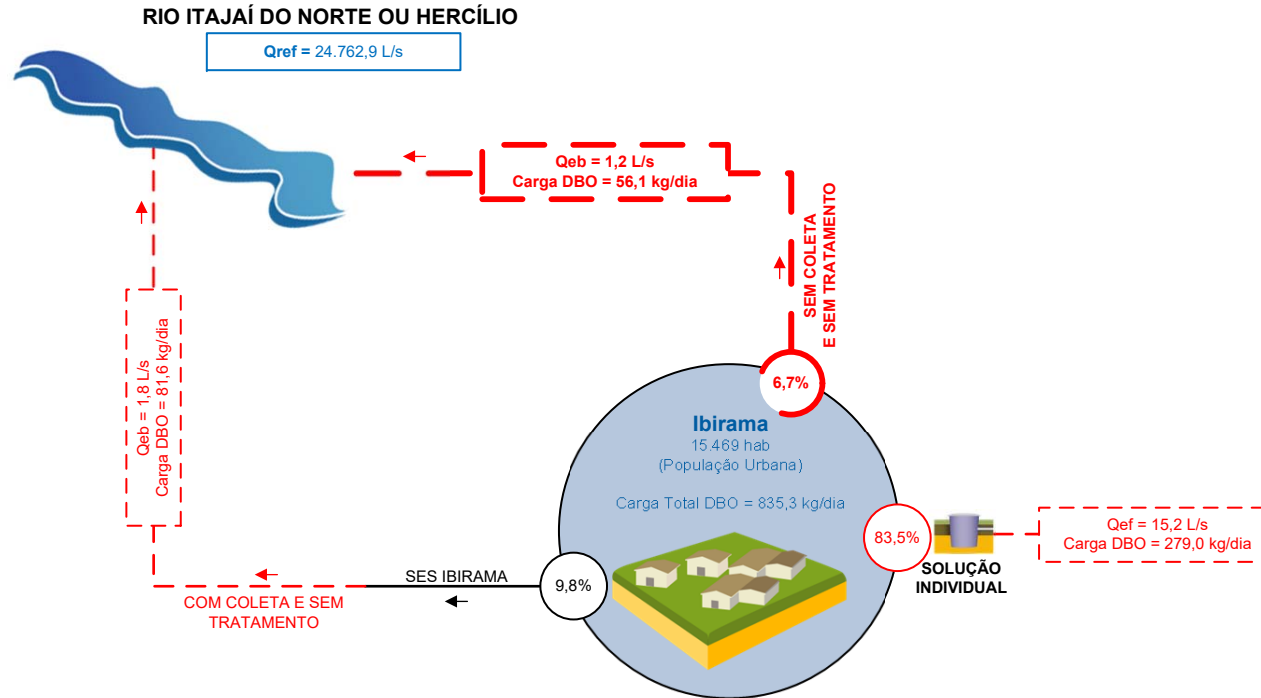 RIO ITAJAÍ DO NORTE OU HERCÍLIO
Qref = 24.762,9 L/s
Qeb = 1,2 L/s
Carga DBO = 56,1 kg/dia
SEM COLETA
E SEM TRATAMENTO
Qeb = 1,8 L/s
Carga DBO = 81,6 kg/dia
6,7%
Ibirama
15.469 hab
(População Urbana)
Carga Total DBO = 835,3 kg/dia
83,5%
SOLUÇÃO
INDIVIDUAL
Qef = 15,2 L/s
Carga DBO = 279,0 kg/dia
9,8%
SES IBIRAMA
COM COLETA E SEM
TRATAMENTO